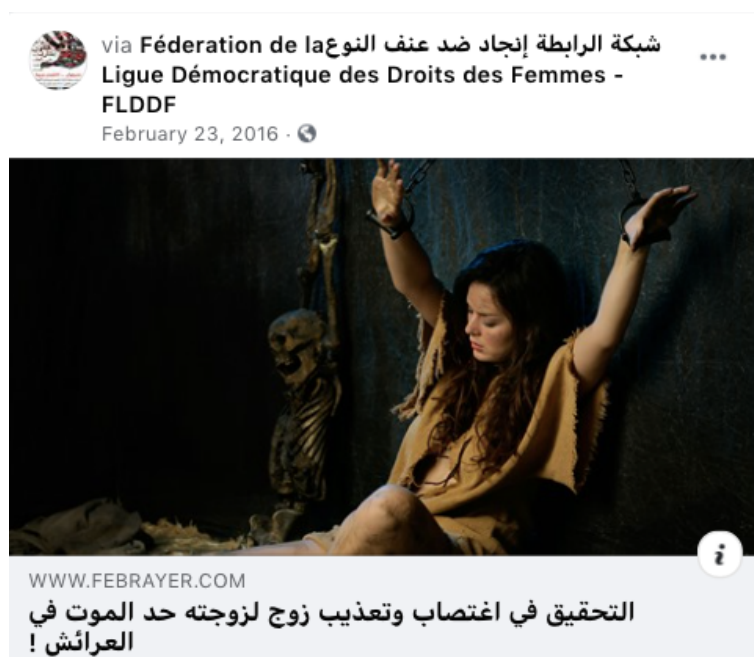 via Féderation de la شبكة الرابطة إنجاد ضد عنف النوع
Ligue Démocratique des Droits des Femmes -
FLDDF
February 23, 2016 ·
WWW.FEBRAYER.COM
التحقيق في اغتصاب وتعذيب زوج لزوجته حد الموت في
العرائش !